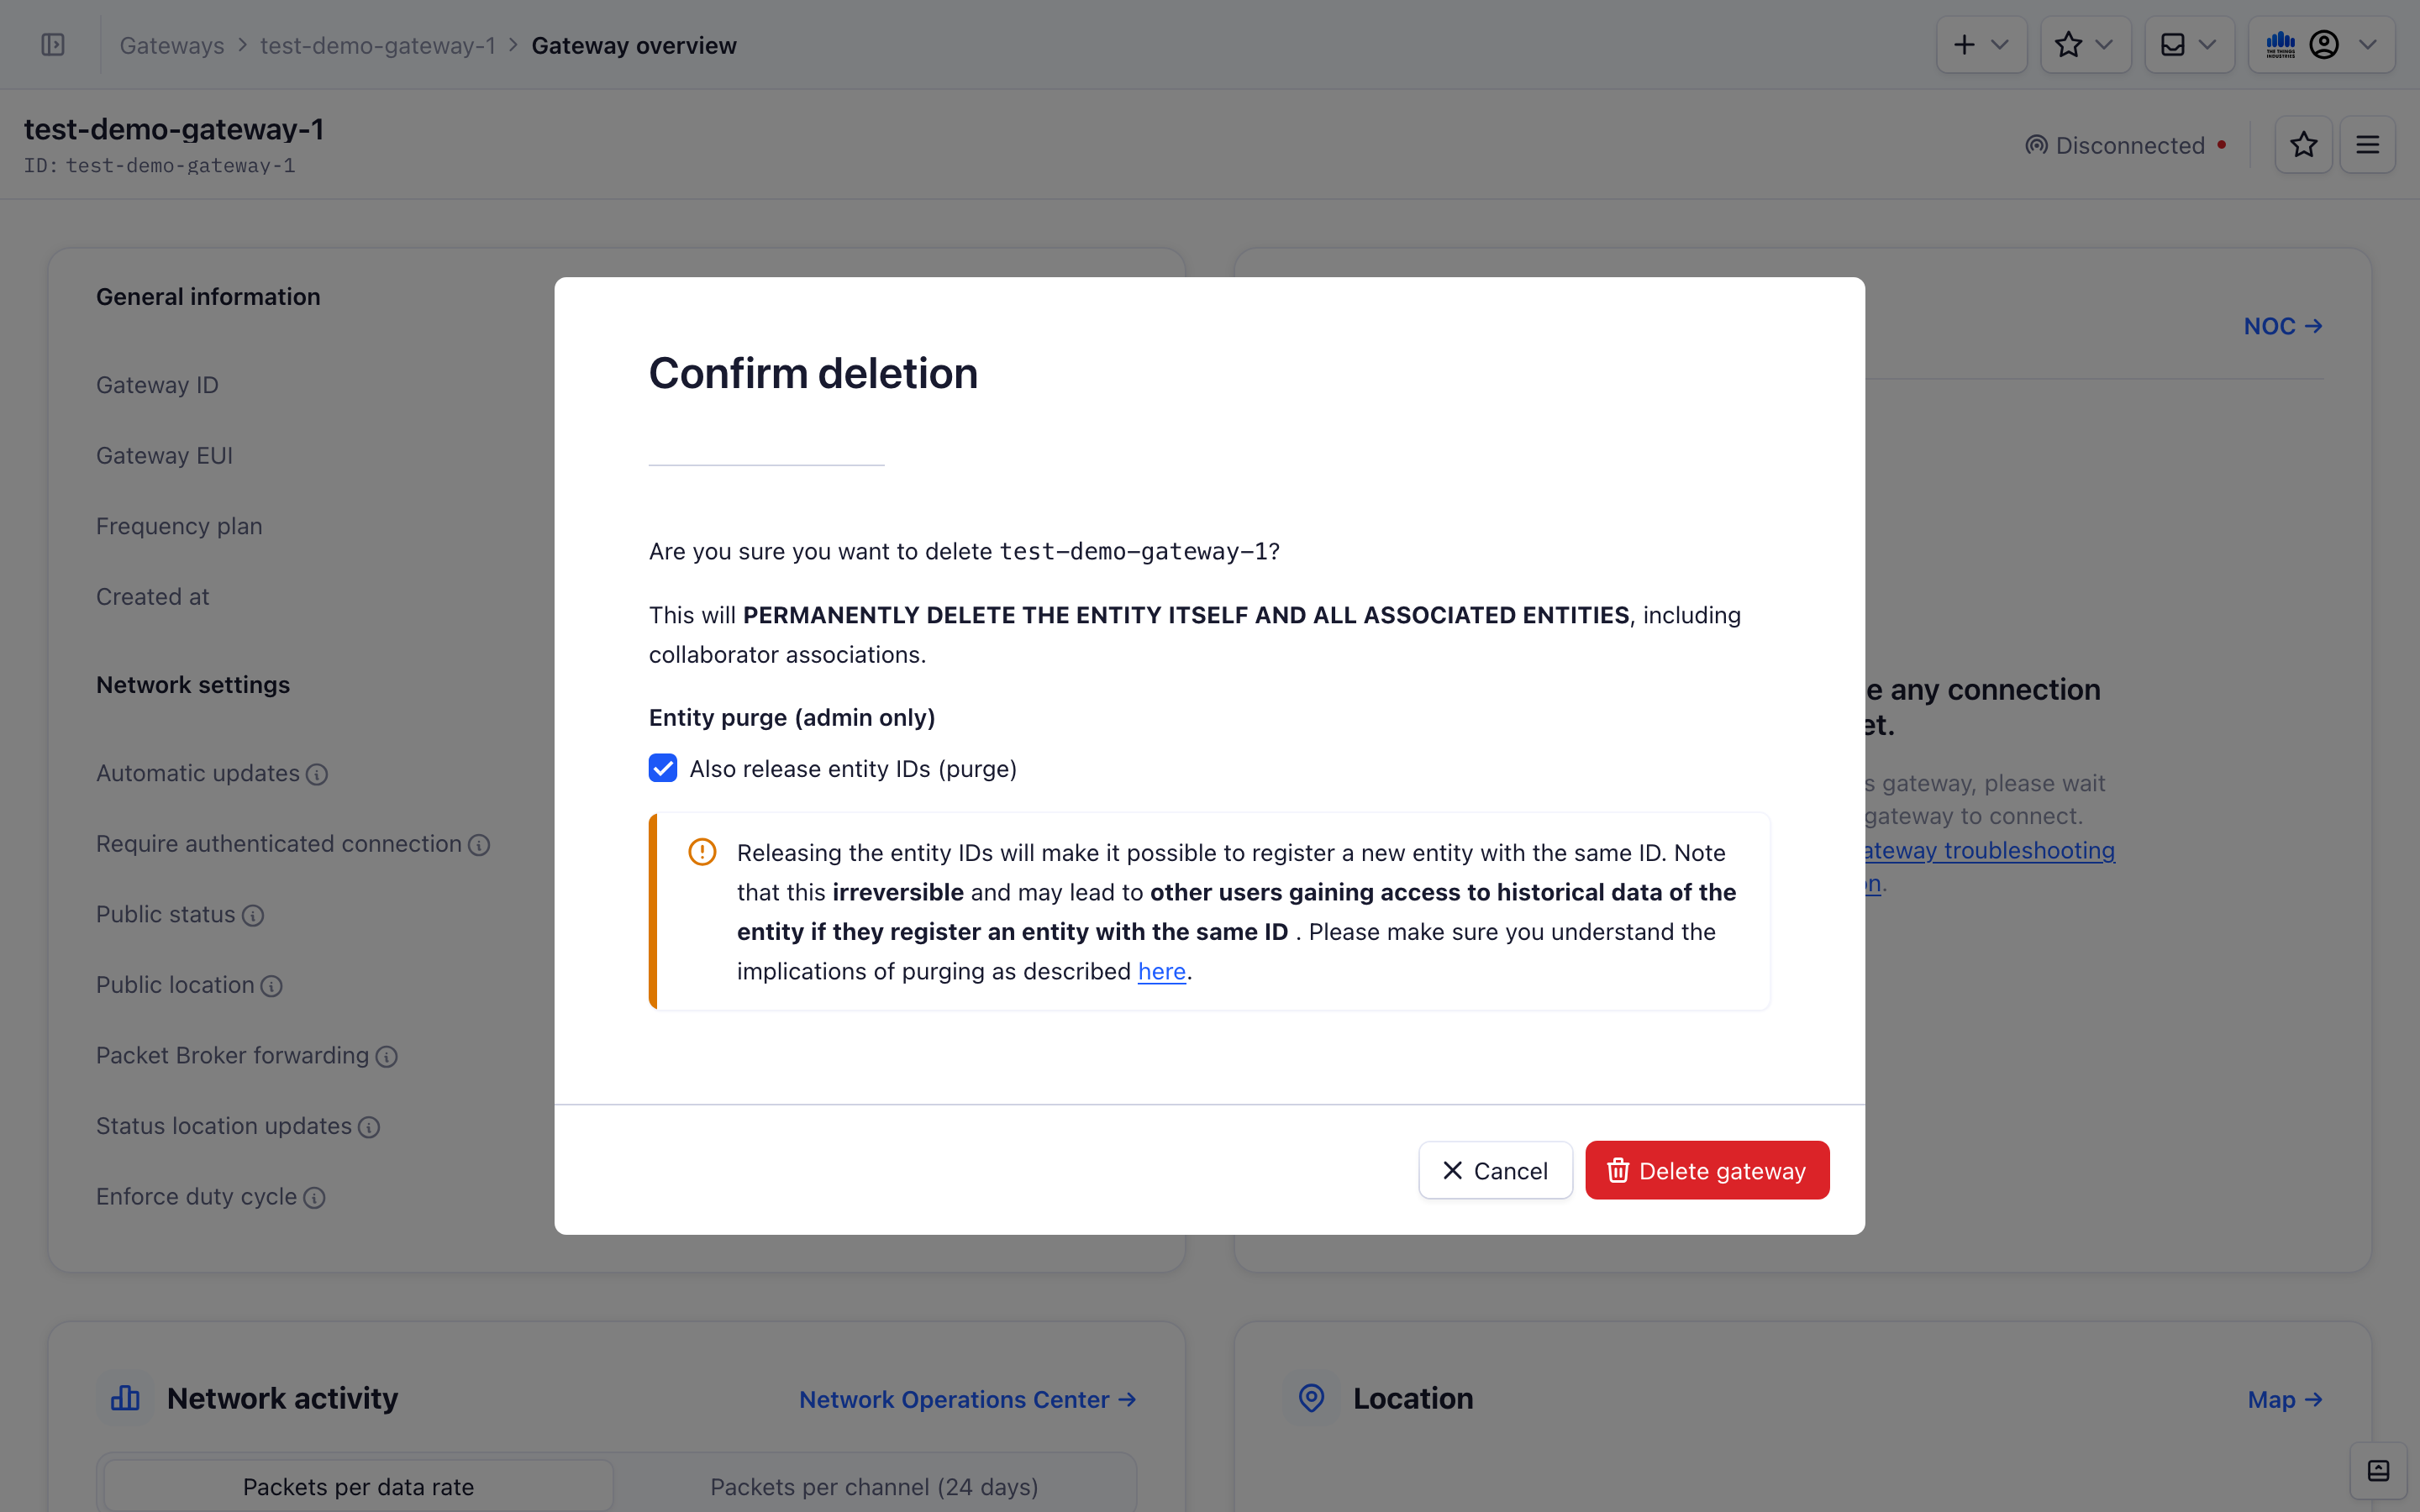 Gateways > test-demo-gateway-1 > Gateway overview
THE THINGS
INDUSTRIES
test-demo-gateway-1
ID: test-demo-gateway-1
Disconnected
General information
NOC →
Gateway ID
Gateway EUI
Frequency plan
Created at
Network settings
Automatic updates
Require authenticated connection
Public status
Public location
Packet Broker forwarding
Status location updates
Enforce duty cycle
e any connection
et.
s gateway, please wait
gateway to connect.
ateway troubleshooting
n.
Confirm deletion
Are you sure you want to delete test-demo-gateway-1?
This will PERMANENTLY DELETE THE ENTITY ITSELF AND ALL ASSOCIATED ENTITIES, including
collaborator associations.
Entity purge (admin only)
Also release entity IDs (purge)
Releasing the entity IDs will make it possible to register a new entity with the same ID. Note
that this irreversible and may lead to other users gaining access to historical data of the
entity if they register an entity with the same ID . Please make sure you understand the
implications of purging as described here.
Cancel
Delete gateway
Network activity
Network Operations Center →
Packets per data rate
Packets per channel (24 days)
Location
Map →